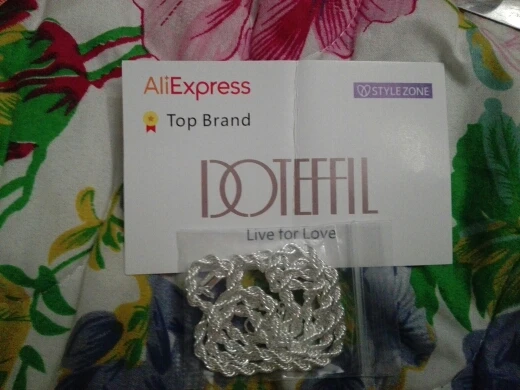 AliExpress
STYLE ZONE
Top Brand
DOTEFFIL
Live for Love